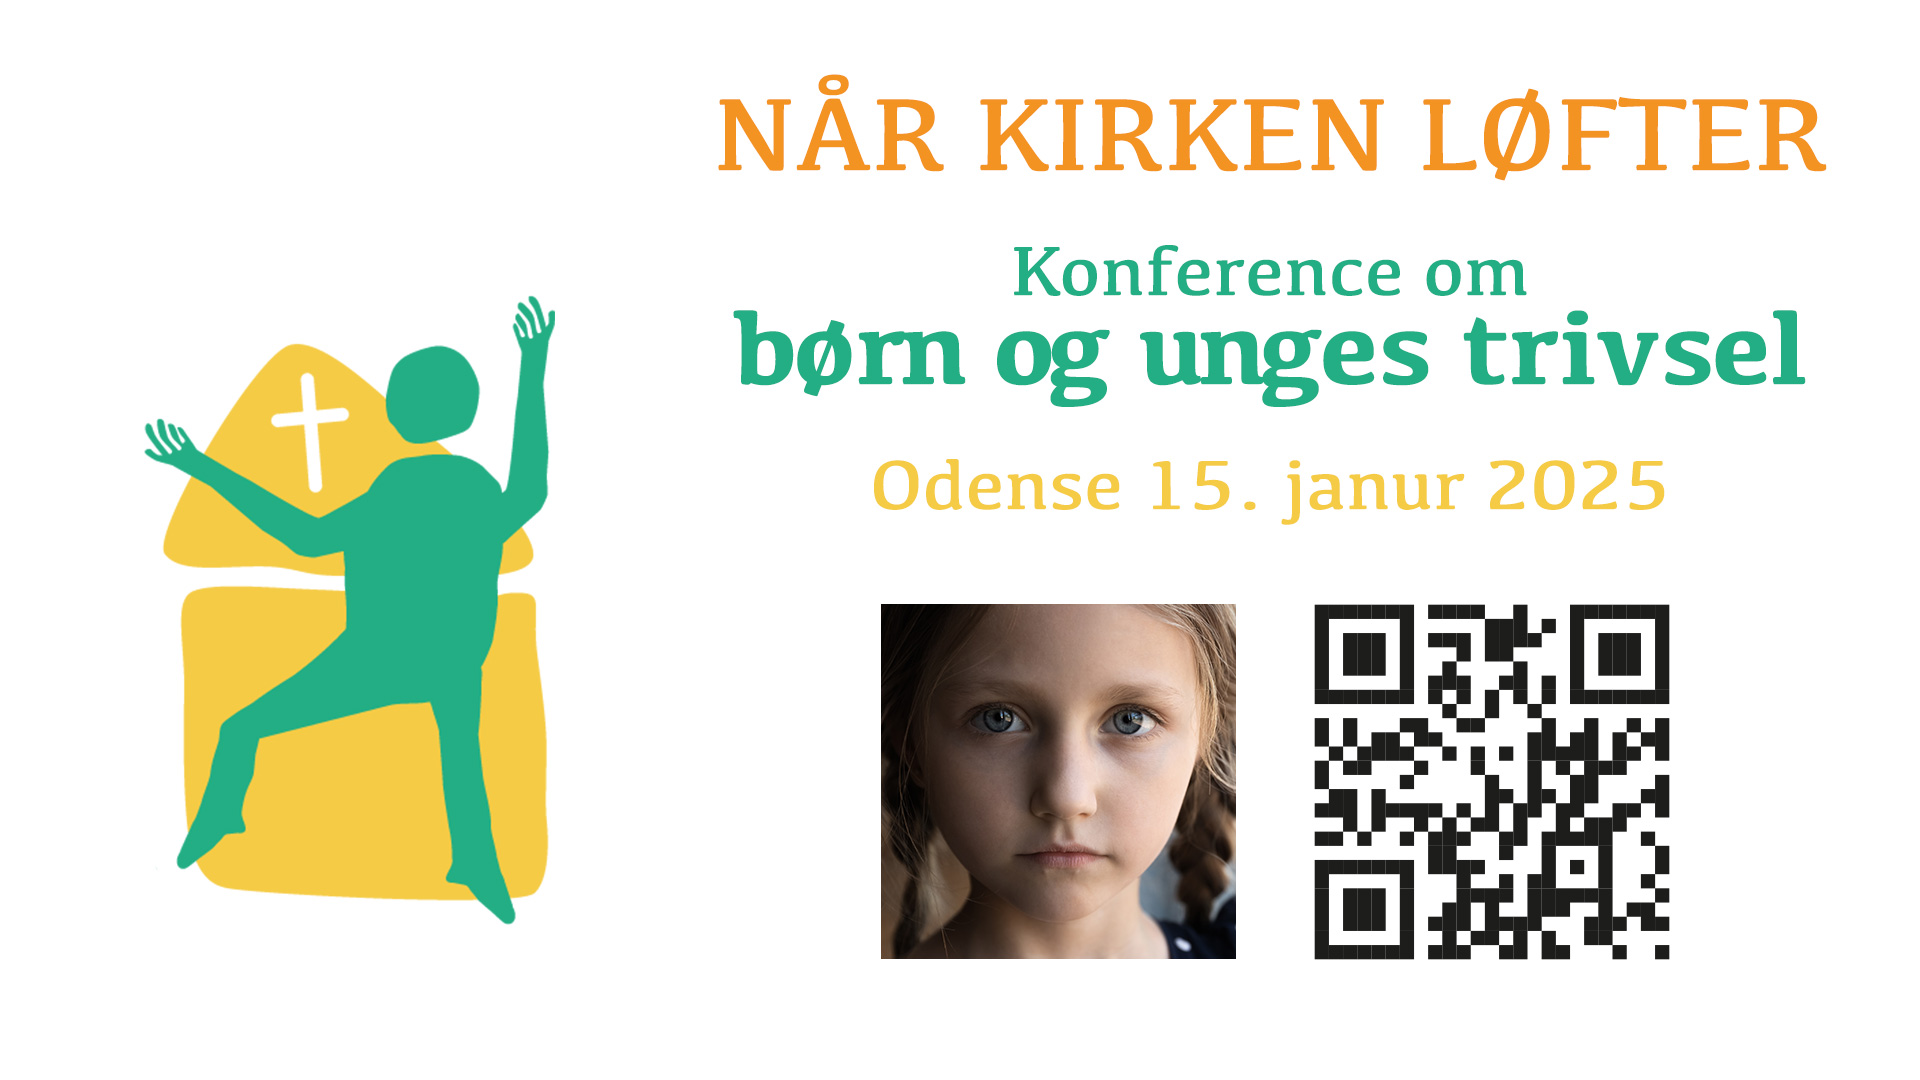 NÅR KIRKEN LØFTER
Konference om
børn og unges trivsel
Odense 15. janur 2025